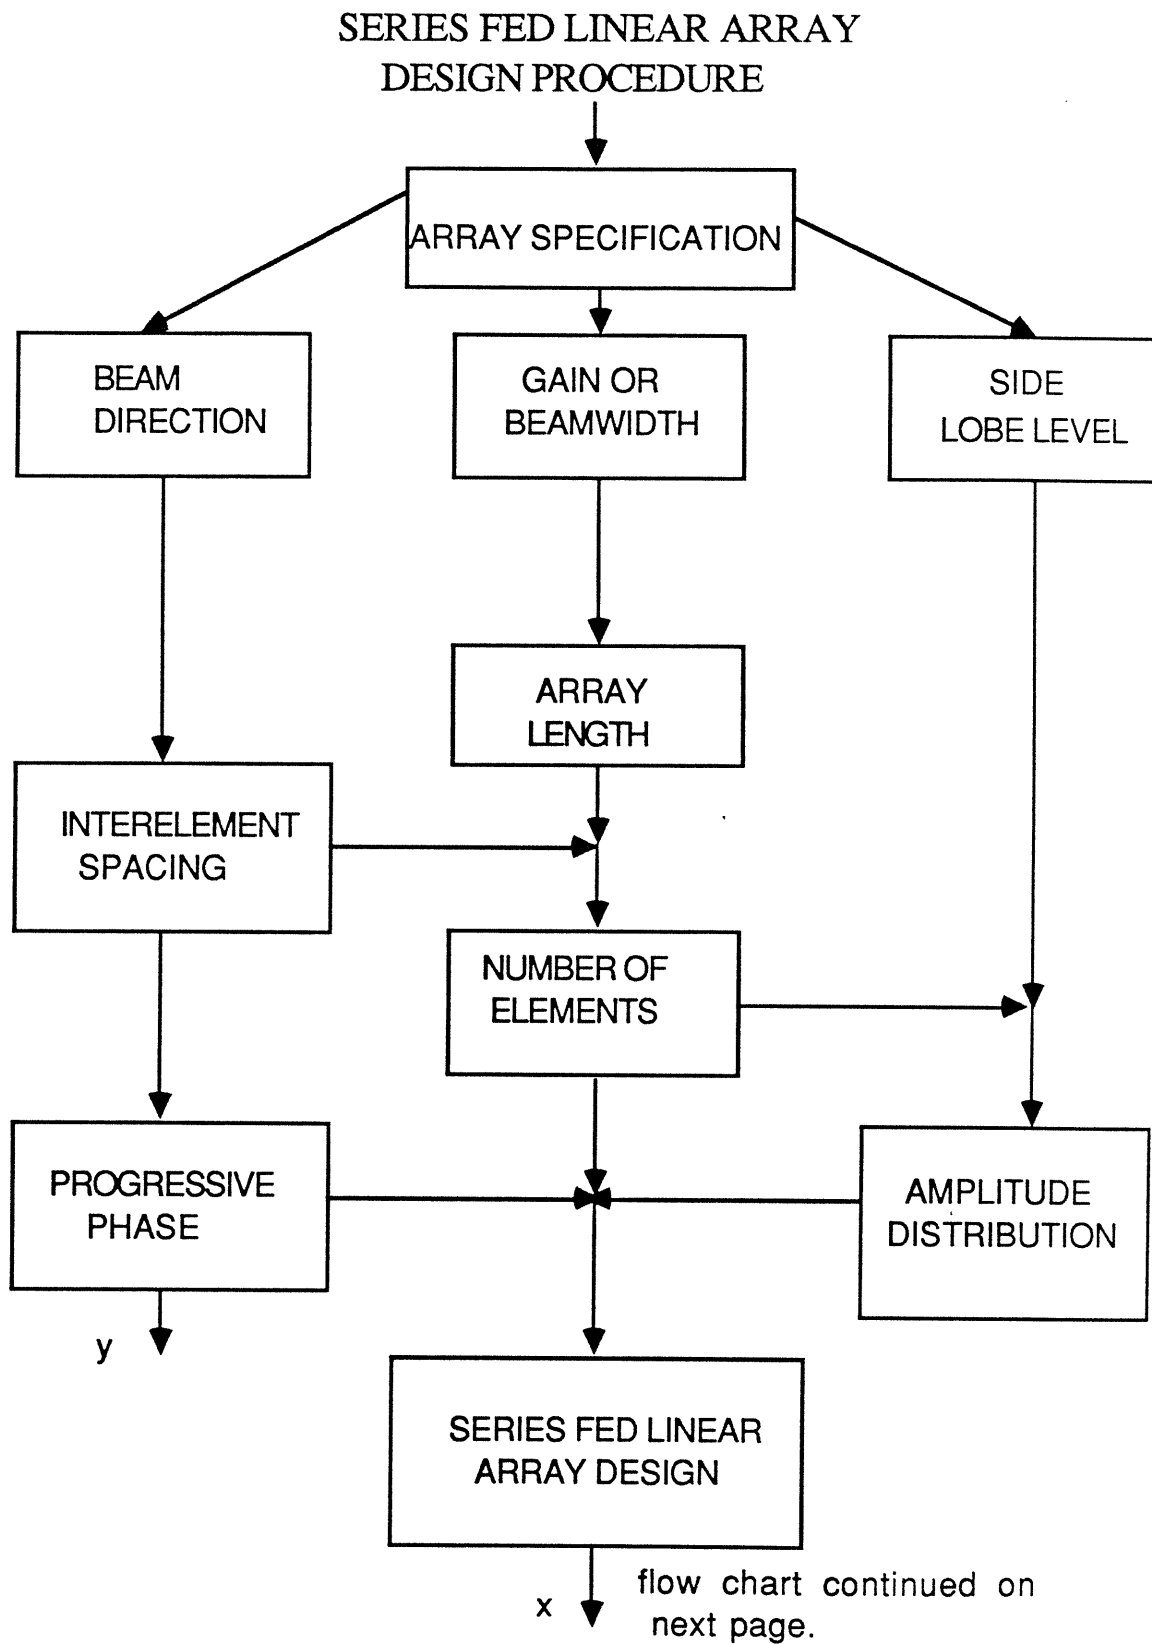 SERIES FED LINEAR ARRAY
DESIGN PROCEDURE
ARRAY SPECIFICATION
BEAM
DIRECTION
GAIN OR
BEAMWIDTH
SIDE
LOBE LEVEL
ARRAY
LENGTH
INTERELEMENT
SPACING
NUMBER OF
ELEMENTS
PROGRESSIVE
PHASE
AMPLITUDE
DISTRIBUTION
y
SERIES FED LINEAR
ARRAY DESIGN
x
flow chart continued on
next page.